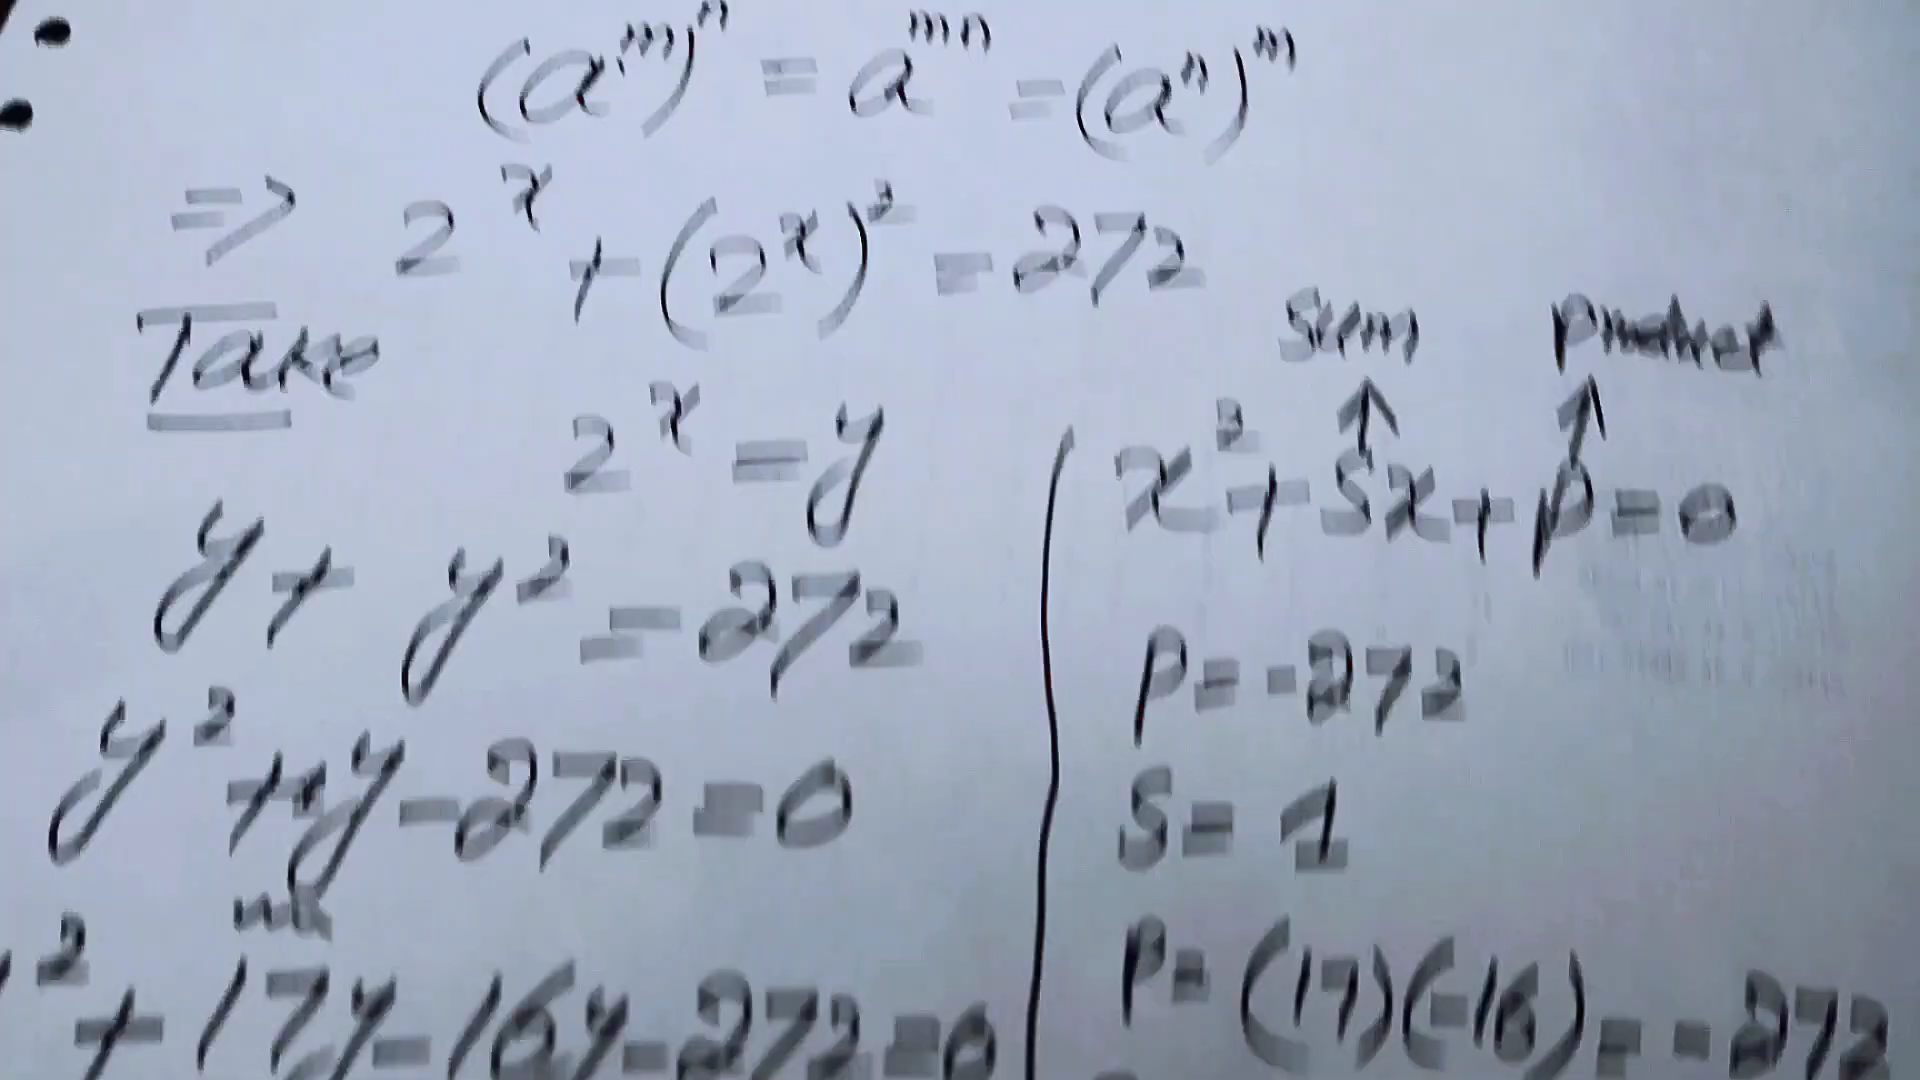 (a^m)^n = a^mn = (a^n)^m
=> 2^x + (2^x)^2 = 272
Take
2^x = y
y + y^2 = 272
y^2 + y - 272 = 0
^2 + 17y - 16y - 272 = 0
Sum Product
x^2 + Sx + P = 0
P = -272
S = 1
P = (17)(-16) = -272